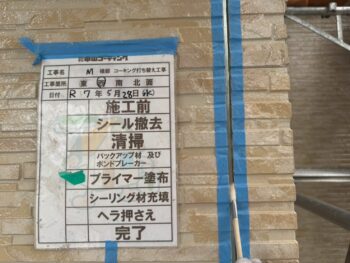 工事名 M 様邸 コーキング打ち替え工事
工事箇所 東 西 南 北面
日付 R 7年5月28日(水)
施工前
シール撤去
清掃
バックアップ材 及び
ボンドブレーカー
プライマー塗布
シーリング材充填
ヘラ押さえ
完了